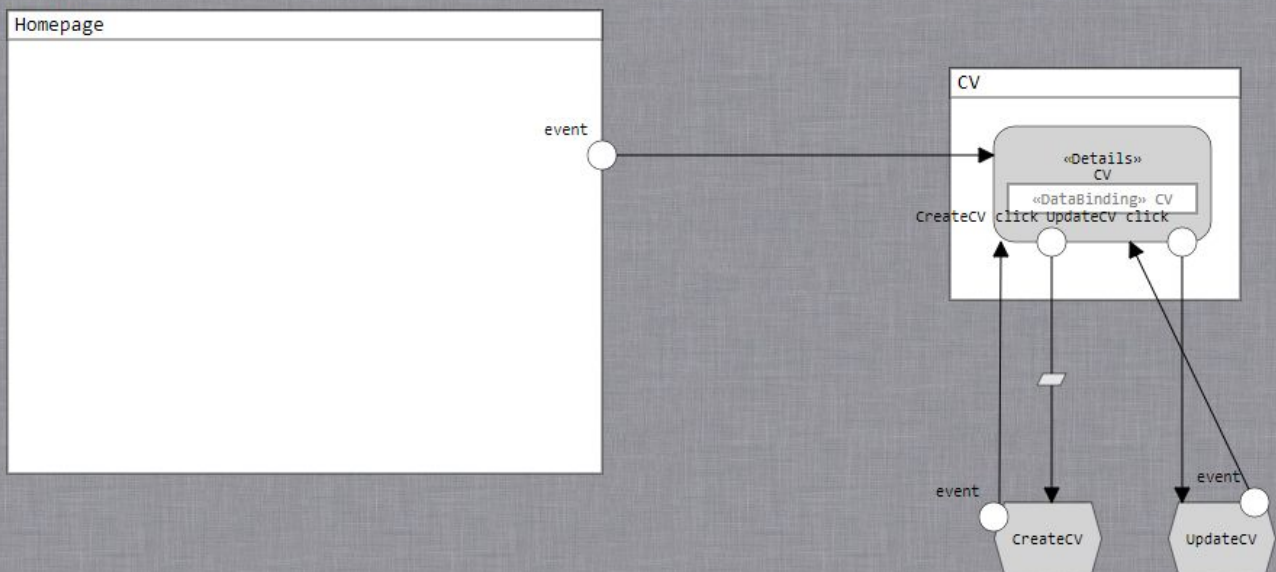 Homepage
CV
event
«Details»
CV
«DataBinding» CV
CreateCV click
UpdateCV click
event
event
CreateCV
UpdateCV